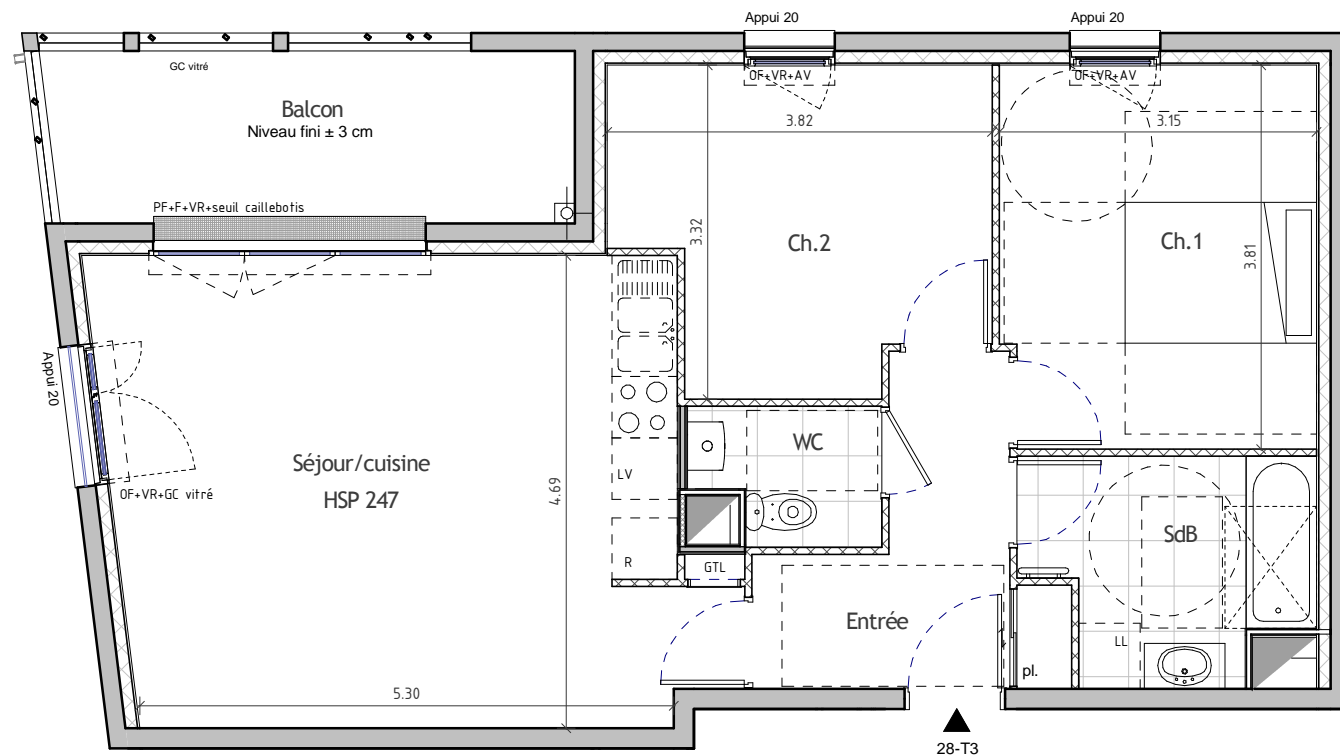 Appui 20
Appui 20
GC vitré
OF+VR+AV
OF+VR+AV
Balcon
Niveau fini ± 3 cm
3.82
3.15
PF+F+VR+seuil caillebotis
3.32
Ch.2
Ch.1
3.81
Appui 20
Séjour/cuisine
HSP 247
OF+VR+GC vitré
4.69
LV
WC
R
GTL
SdB
Entrée
LL
pl.
5.30
28-T3